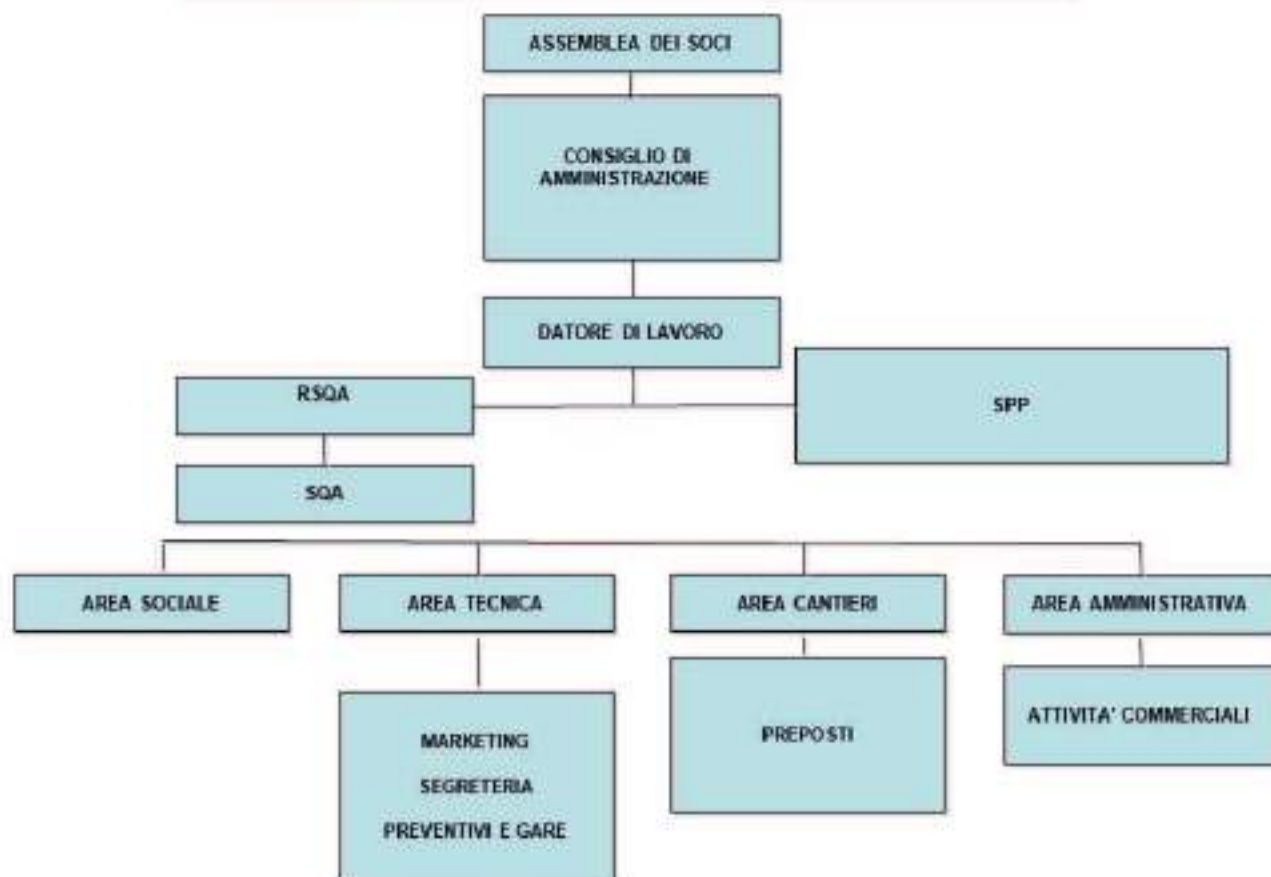 ASSEMBLEA DEI SOCI
CONSIGLIO DI
AMMINISTRAZIONE
DATORE DI LAVORO
RSQA
SPP
SQA
AREA SOCIALE
AREA TECNICA
AREA CANTIERI
AREA AMMINISTRATIVA
MARKETING
SEGRETERIA
PREVENTIVI E GARE
PREPOSTI
ATTIVITA' COMMERCIALI